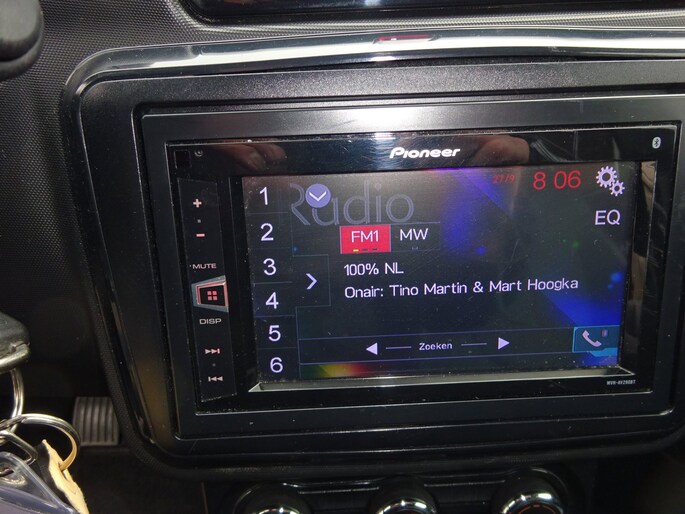 Pioneer
Radio
27
8 06
1
2
3
4
5
6
EQ
FM1 MW
100% NL
Onair: Tino Martin & Mart Hoogka
Zoeken
MUTE
DISP